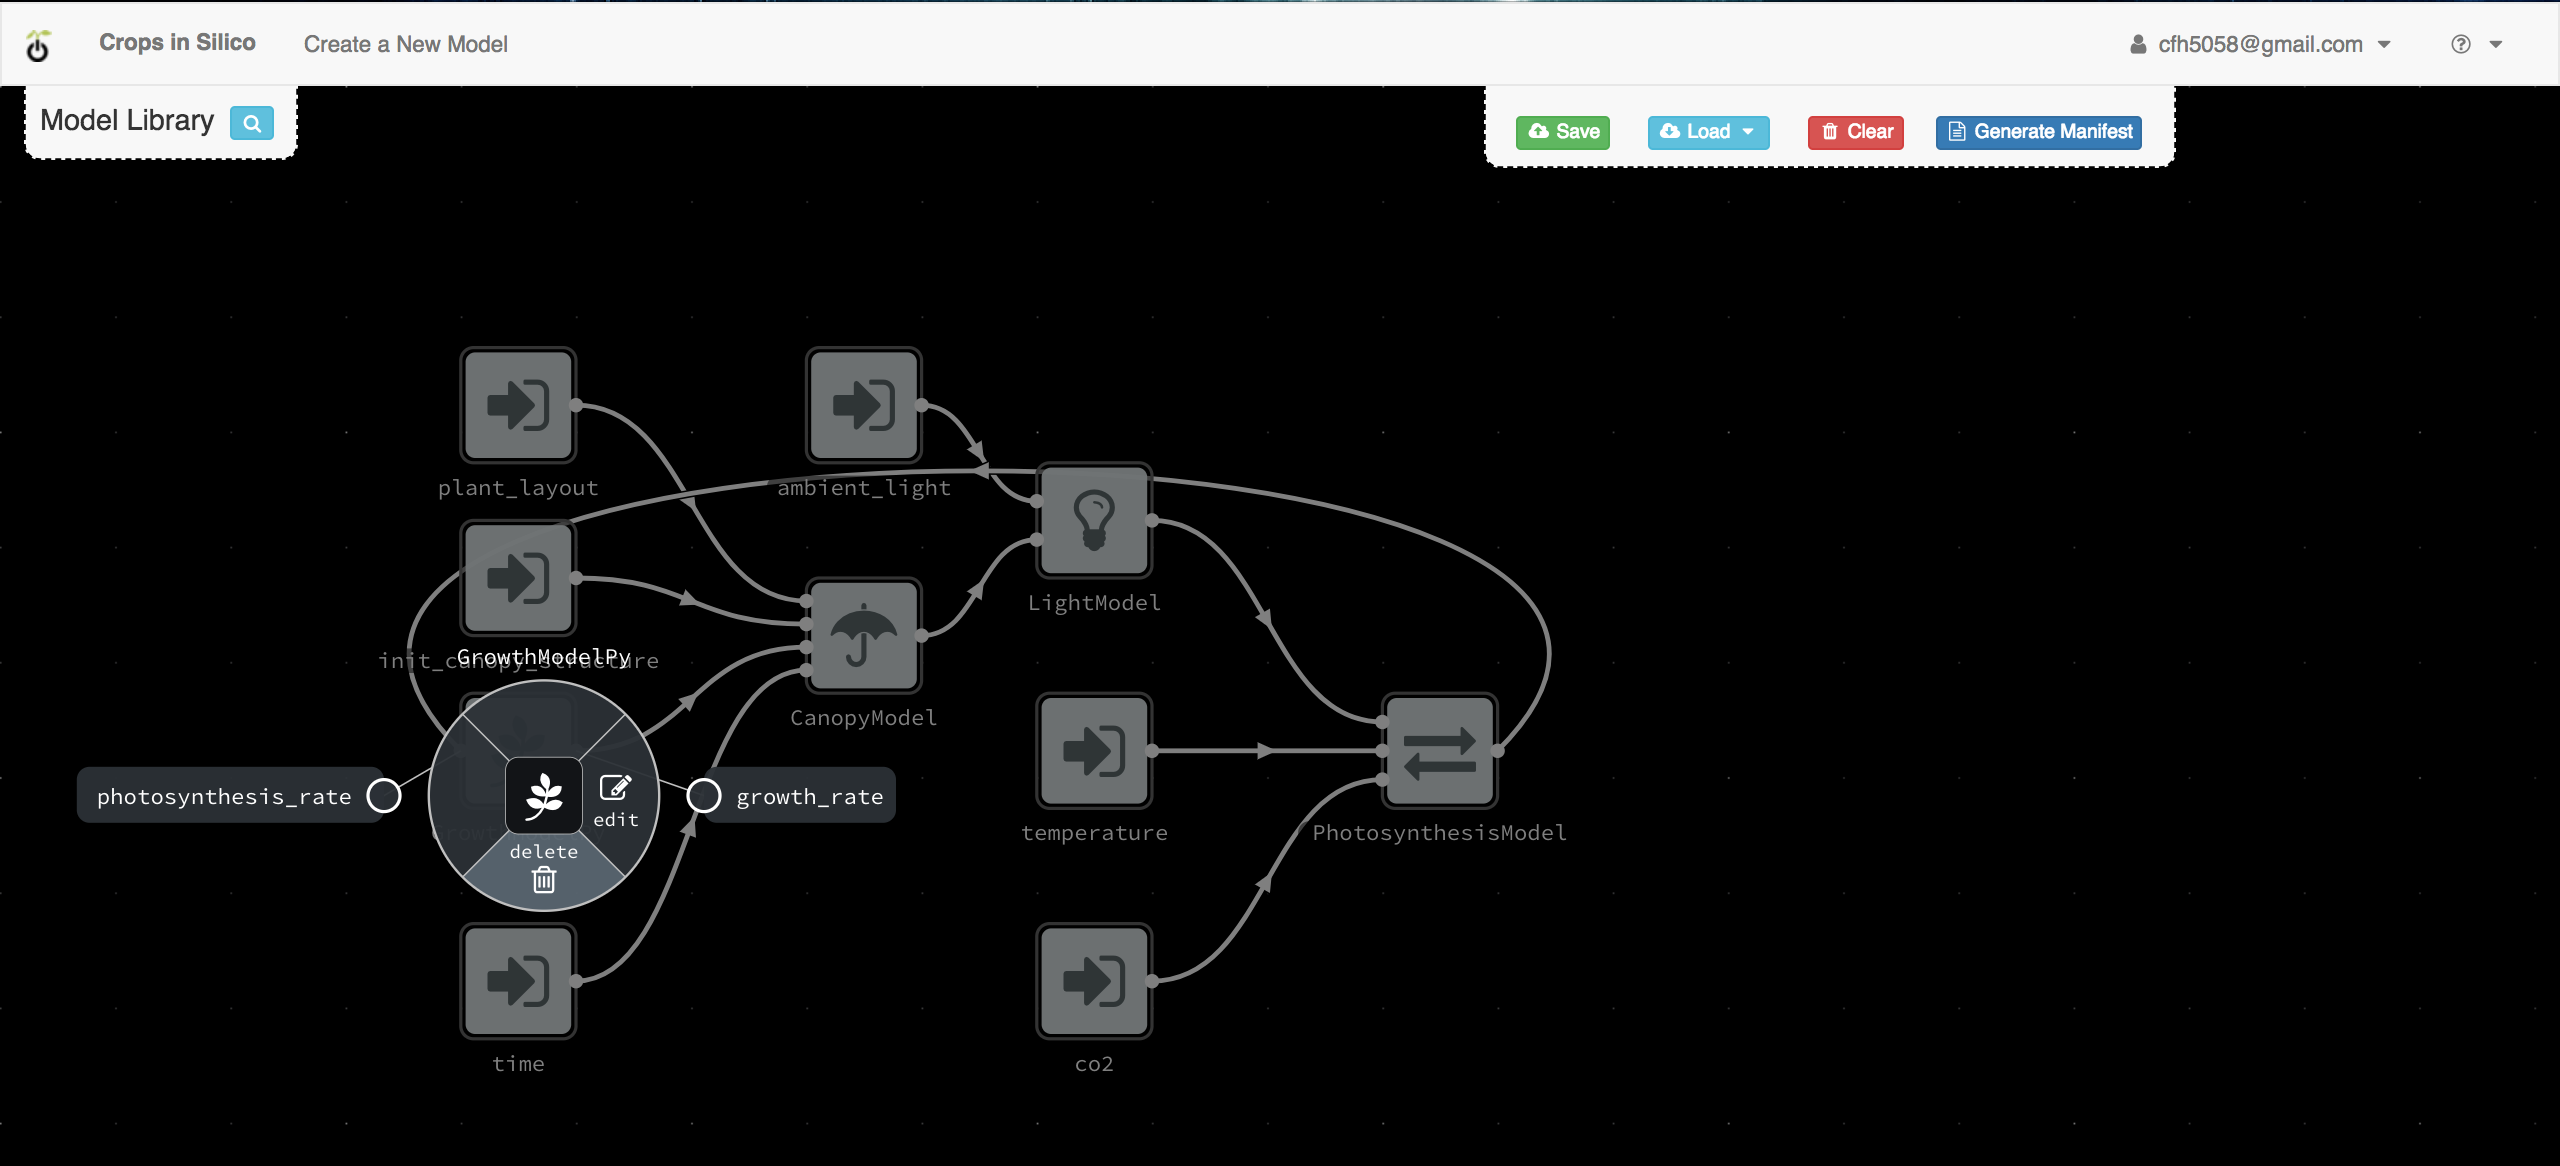 Crops in Silico
Create a New Model
cfh5058@gmail.com
Model Library
Save
Load
Clear
Generate Manifest
plant_layout
ambient_light
LightModel
init_canopy_structure
GrowthModelPy
CanopyModel
photosynthesis_rate
edit
growth_rate
delete
temperature
PhotosynthesisModel
time
co2